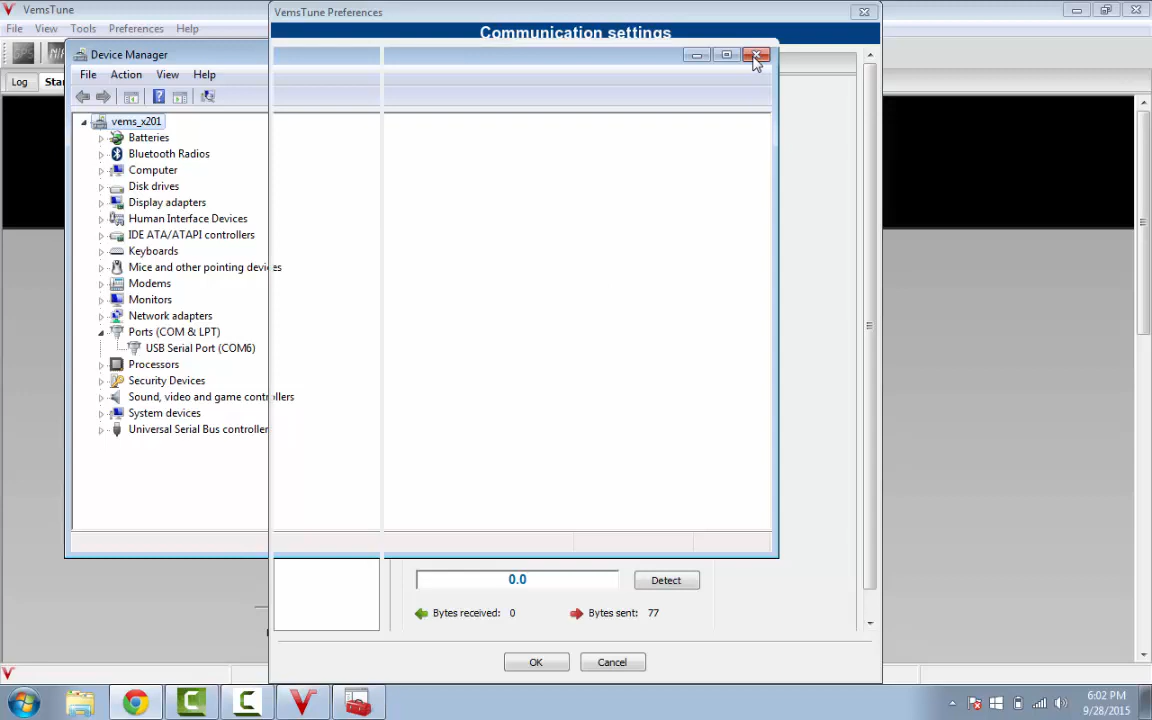 VemsTune
File View Tools Preferences Help
Log Star
VemsTune Preferences
Communication settings
Device Manager
File Action View Help
vems_x201
Batteries
Bluetooth Radios
Computer
Disk drives
Display adapters
Human Interface Devices
IDE ATA/ATAPI controllers
Keyboards
Mice and other pointing devices
Modems
Monitors
Network adapters
Ports (COM & LPT)
USB Serial Port (COM6)
Processors
Security Devices
Sound, video and game controllers
System devices
Universal Serial Bus controller
0.0 Detect
Bytes received: 0 Bytes sent: 77
OK Cancel
6:02 PM
9/28/2015